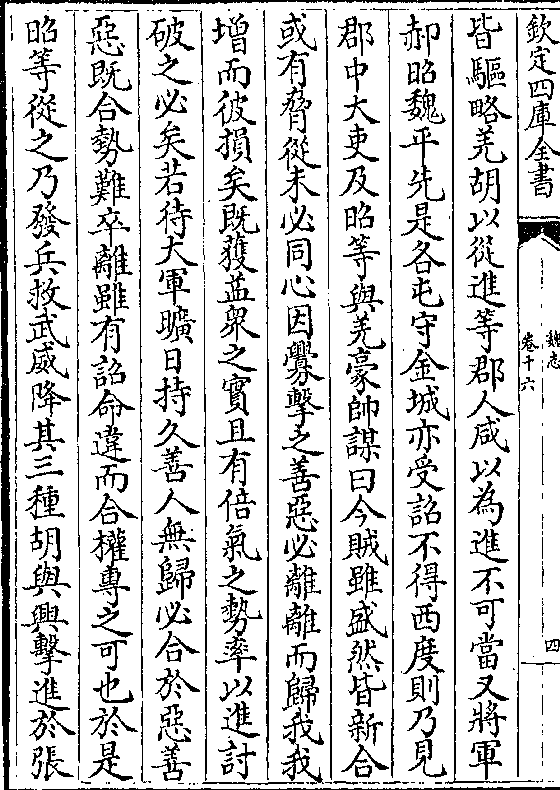 欽定四庫全書
魏志
卷十六
四
皆驅略羌胡以從進等郡人咸以為進不可當又將軍
郝昭魏平先是各屯守金城亦受詔不得西度則乃見
郡中大吏及昭等與羌豪帥謀曰今賊雖盛然皆新合
或有脅從未必同心因釁擊之善惡必離離而歸我我
增而彼損矣既獲益衆之實且有倍氣之勢率以進討
破之必矣若待大軍曠日持久善人無歸必合於惡善
惡既合勢難卒離雖有詔命違而合權專之可也於是
昭等從之乃發兵救武威降其三種胡與興擊進於張